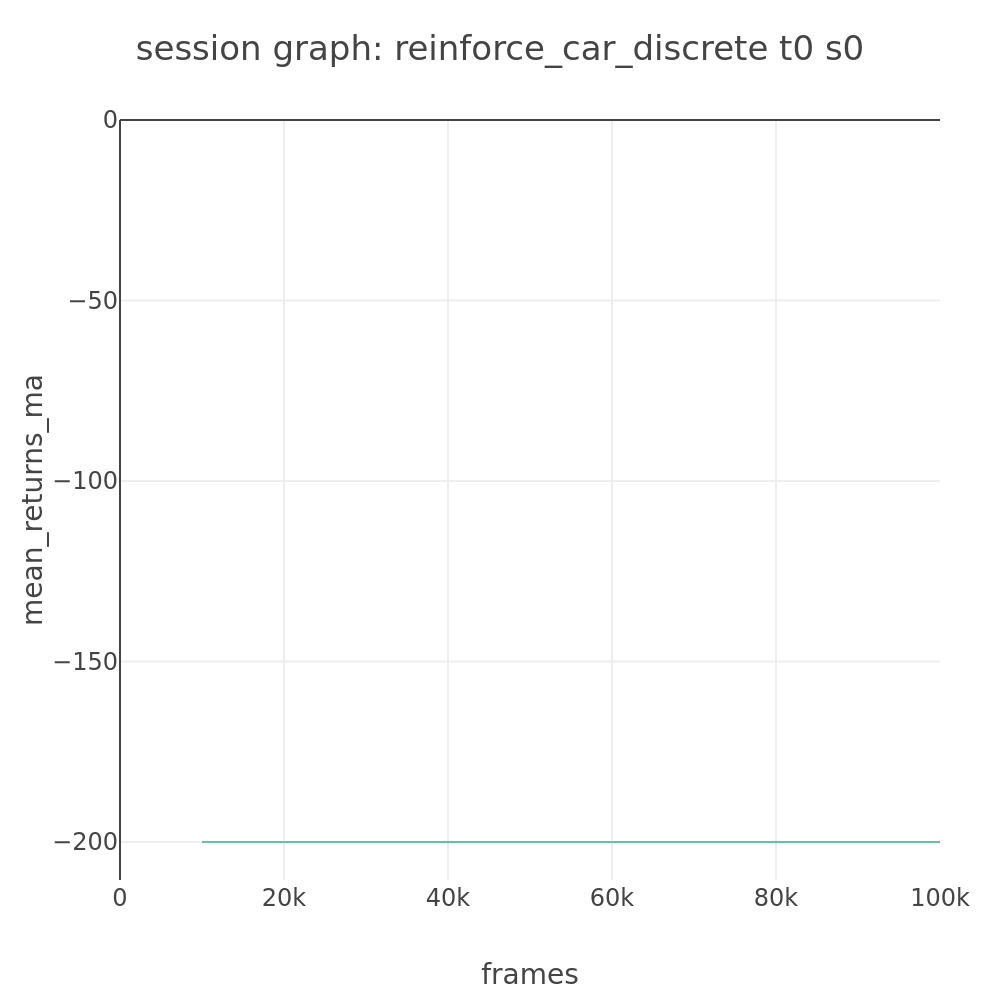 session graph: reinforce_car_discrete t0 s0
0
−50
−100
−150
−200
mean_returns_ma
0 20k 40k 60k 80k 100k
frames